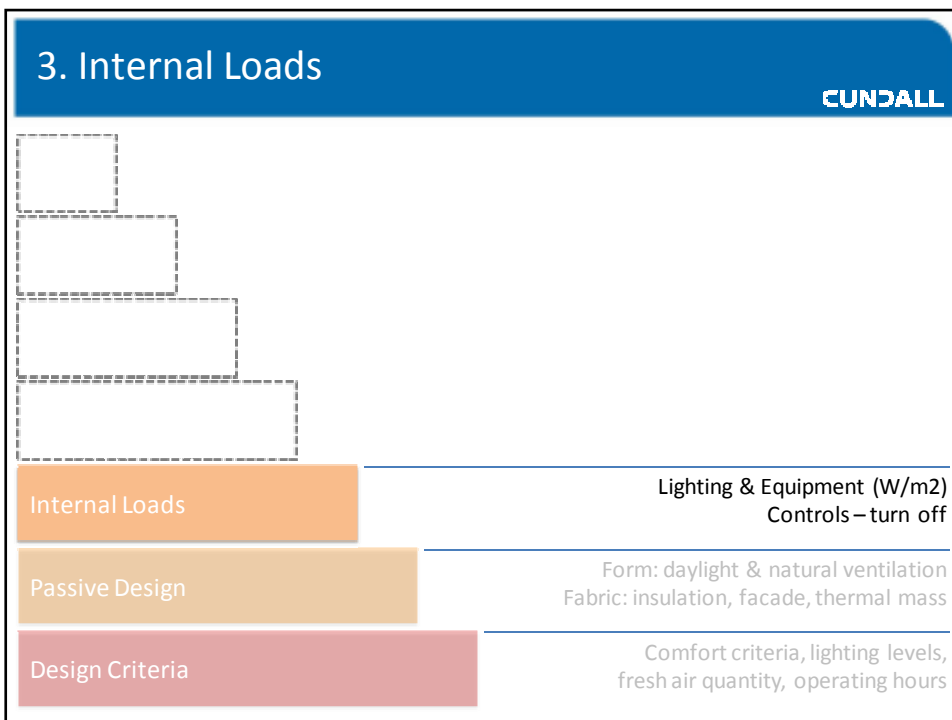 3. Internal Loads
CUNDALL
Internal Loads
Lighting & Equipment (W/m2)
Controls – turn off
Passive Design
Form: daylight & natural ventilation
Fabric: insulation, facade, thermal mass
Design Criteria
Comfort criteria, lighting levels,
fresh air quantity, operating hours